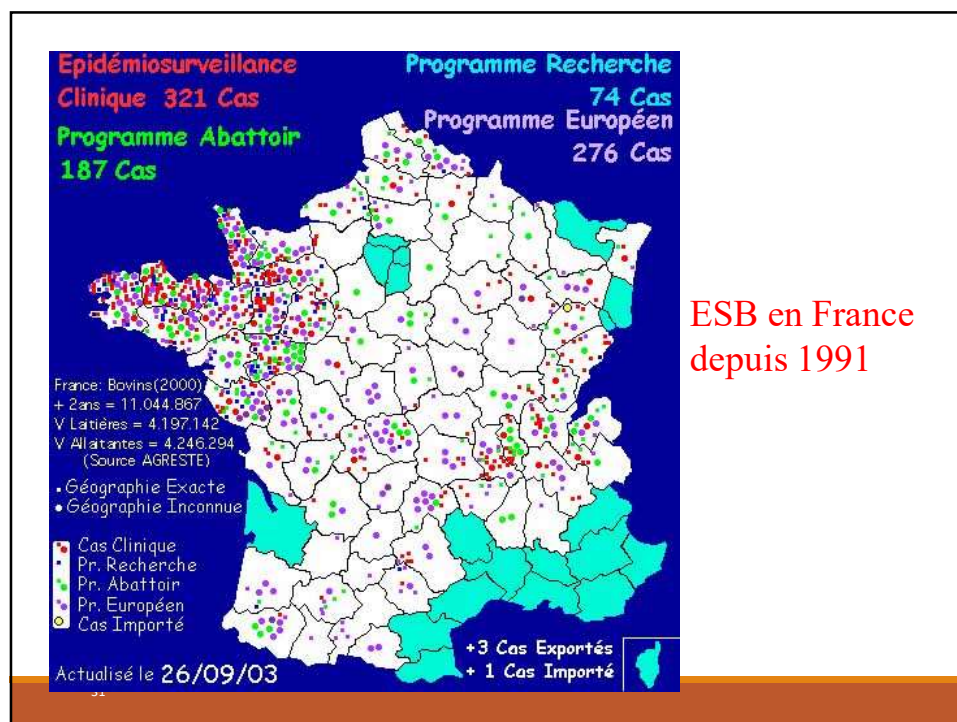 Epidémiosurveillance
Clinique 321 Cas
Programme Abattoir
187 Cas
Programme Recherche
74 Cas
Programme Européen
276 Cas
ESB en France
depuis 1991
France: Bovins(2000)
+ 2ans = 11.044.867
V Laitières = 4.197.142
V Allaitantes = 4.246.294
(Source AGRESTE)
Géographie Exacte
Géographie Inconnue
Cas Clinique
Pr. Recherche
Pr. Abattoir
Pr. Européen
Cas Importé
+3 Cas Exportés
+ 1 Cas Importé
Actualisé le 26/09/03